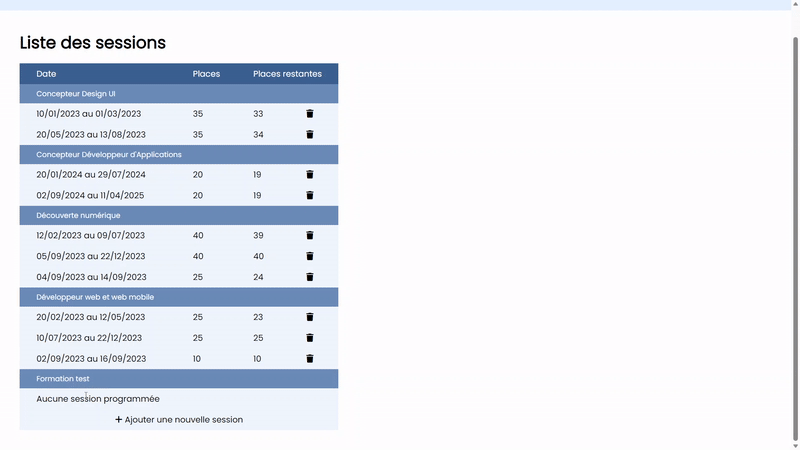 Liste des sessions
Date Places Places restantes
Concepteur Design UI
10/01/2023 au 01/03/2023 35 33
20/05/2023 au 13/08/2023 35 34
Concepteur Développeur d'Applications
20/01/2024 au 29/07/2024 20 19
02/09/2024 au 11/04/2025 20 19
Découverte numérique
12/02/2023 au 09/07/2023 40 39
05/09/2023 au 22/12/2023 40 40
04/09/2023 au 14/09/2023 25 24
Développeur web et web mobile
20/02/2023 au 12/05/2023 25 23
10/07/2023 au 22/12/2023 25 25
02/09/2023 au 16/09/2023 10 10
Formation test
Aucune session programmée
+ Ajouter une nouvelle session